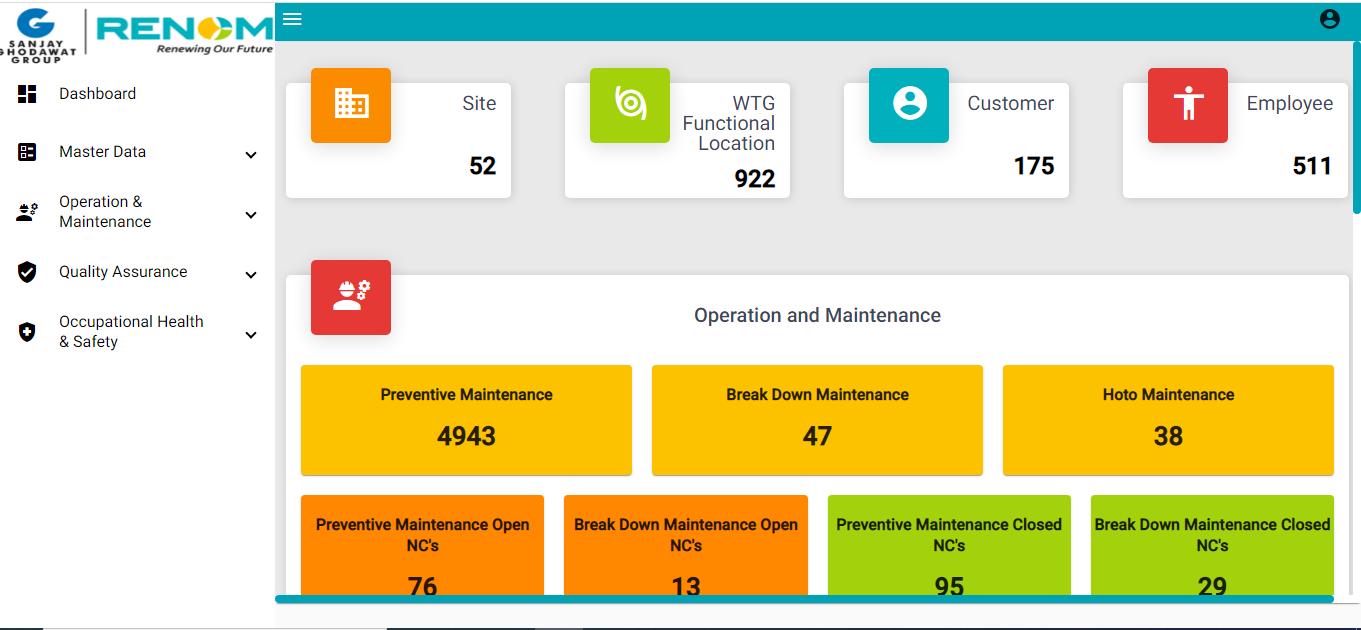 SANJAY
GHODAWAT
GROUP
RENOM
Renewing Our Future
Dashboard
Master Data
Operation &
Maintenance
Quality Assurance
Occupational Health
& Safety
Site
52
WTG
Functional
Location
922
Customer
175
Employee
511
Operation and Maintenance
Preventive Maintenance
4943
Break Down Maintenance
47
Hoto Maintenance
38
Preventive Maintenance Open
NC's
76
Break Down Maintenance Open
NC's
13
Preventive Maintenance Closed
NC's
95
Break Down Maintenance Closed
NC's
29